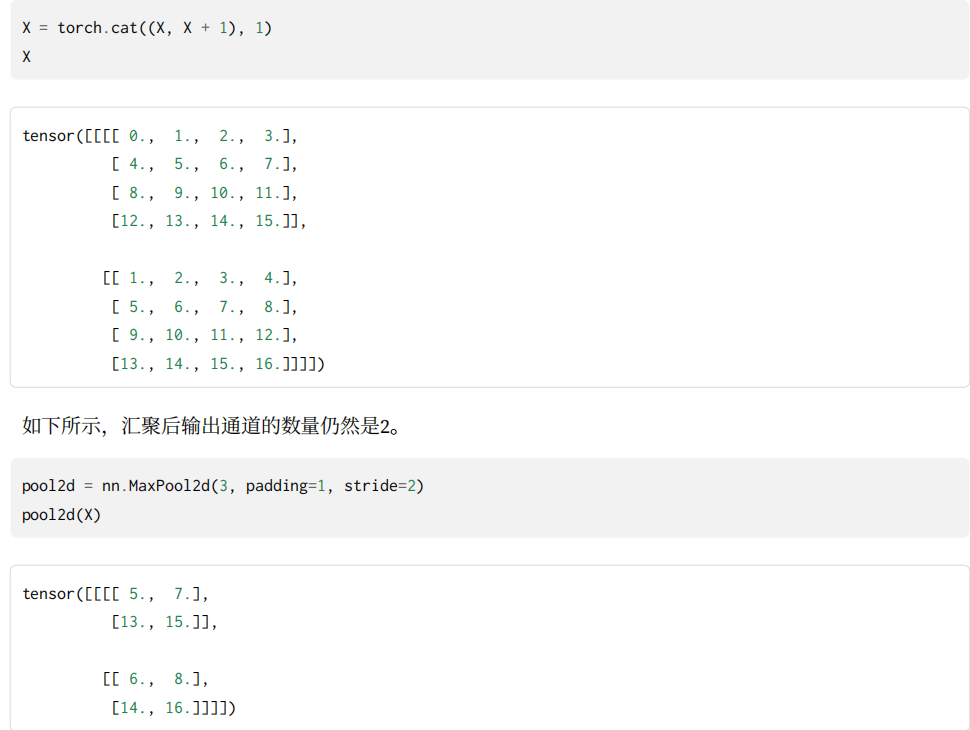 X = torch.cat((X, X + 1), 1)
X
tensor([[[[ 0.,  1.,  2.,  3.],
          [ 4.,  5.,  6.,  7.],
          [ 8.,  9., 10., 11.],
          [12., 13., 14., 15.]],
         [[ 1.,  2.,  3.,  4.],
          [ 5.,  6.,  7.,  8.],
          [ 9., 10., 11., 12.],
          [13., 14., 15., 16.]]]])
如下所示，汇聚后输出通道的数量仍然是2。
pool2d = nn.MaxPool2d(3, padding=1, stride=2)
pool2d(X)
tensor([[[[ 5.,  7.],
          [13., 15.]],
         [[ 6.,  8.],
          [14., 16.]]]])